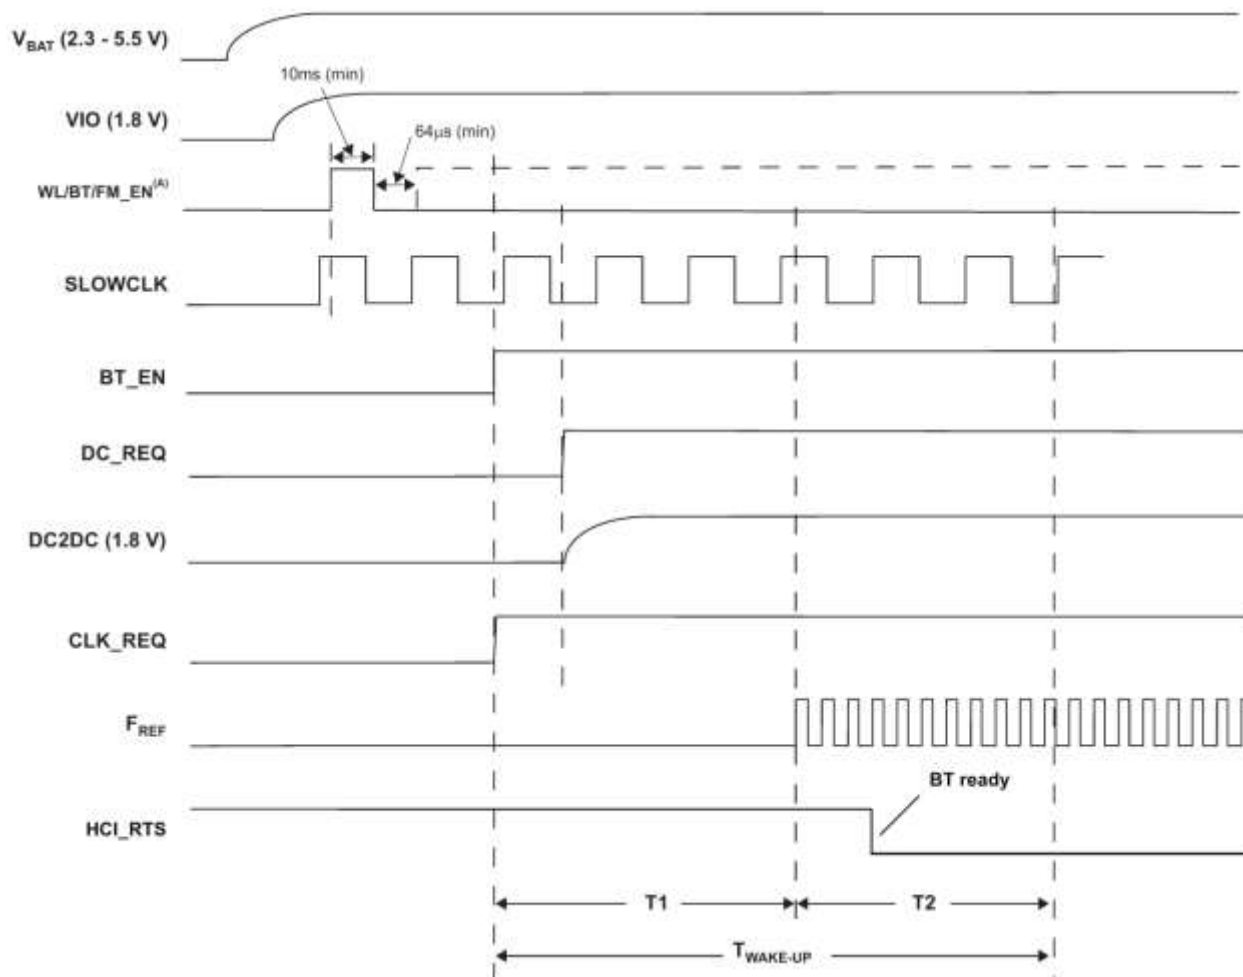 V_BAT (2.3 - 5.5 V)
10ms (min)
VIO (1.8 V)
64µs (min)
WL/BT/FM_EN(A)
SLOWCLK
BT_EN
DC_REQ
DC2DC (1.8 V)
CLK_REQ
F_REF
BT ready
HCI_RTS
T1
T2
T_WAKE-UP